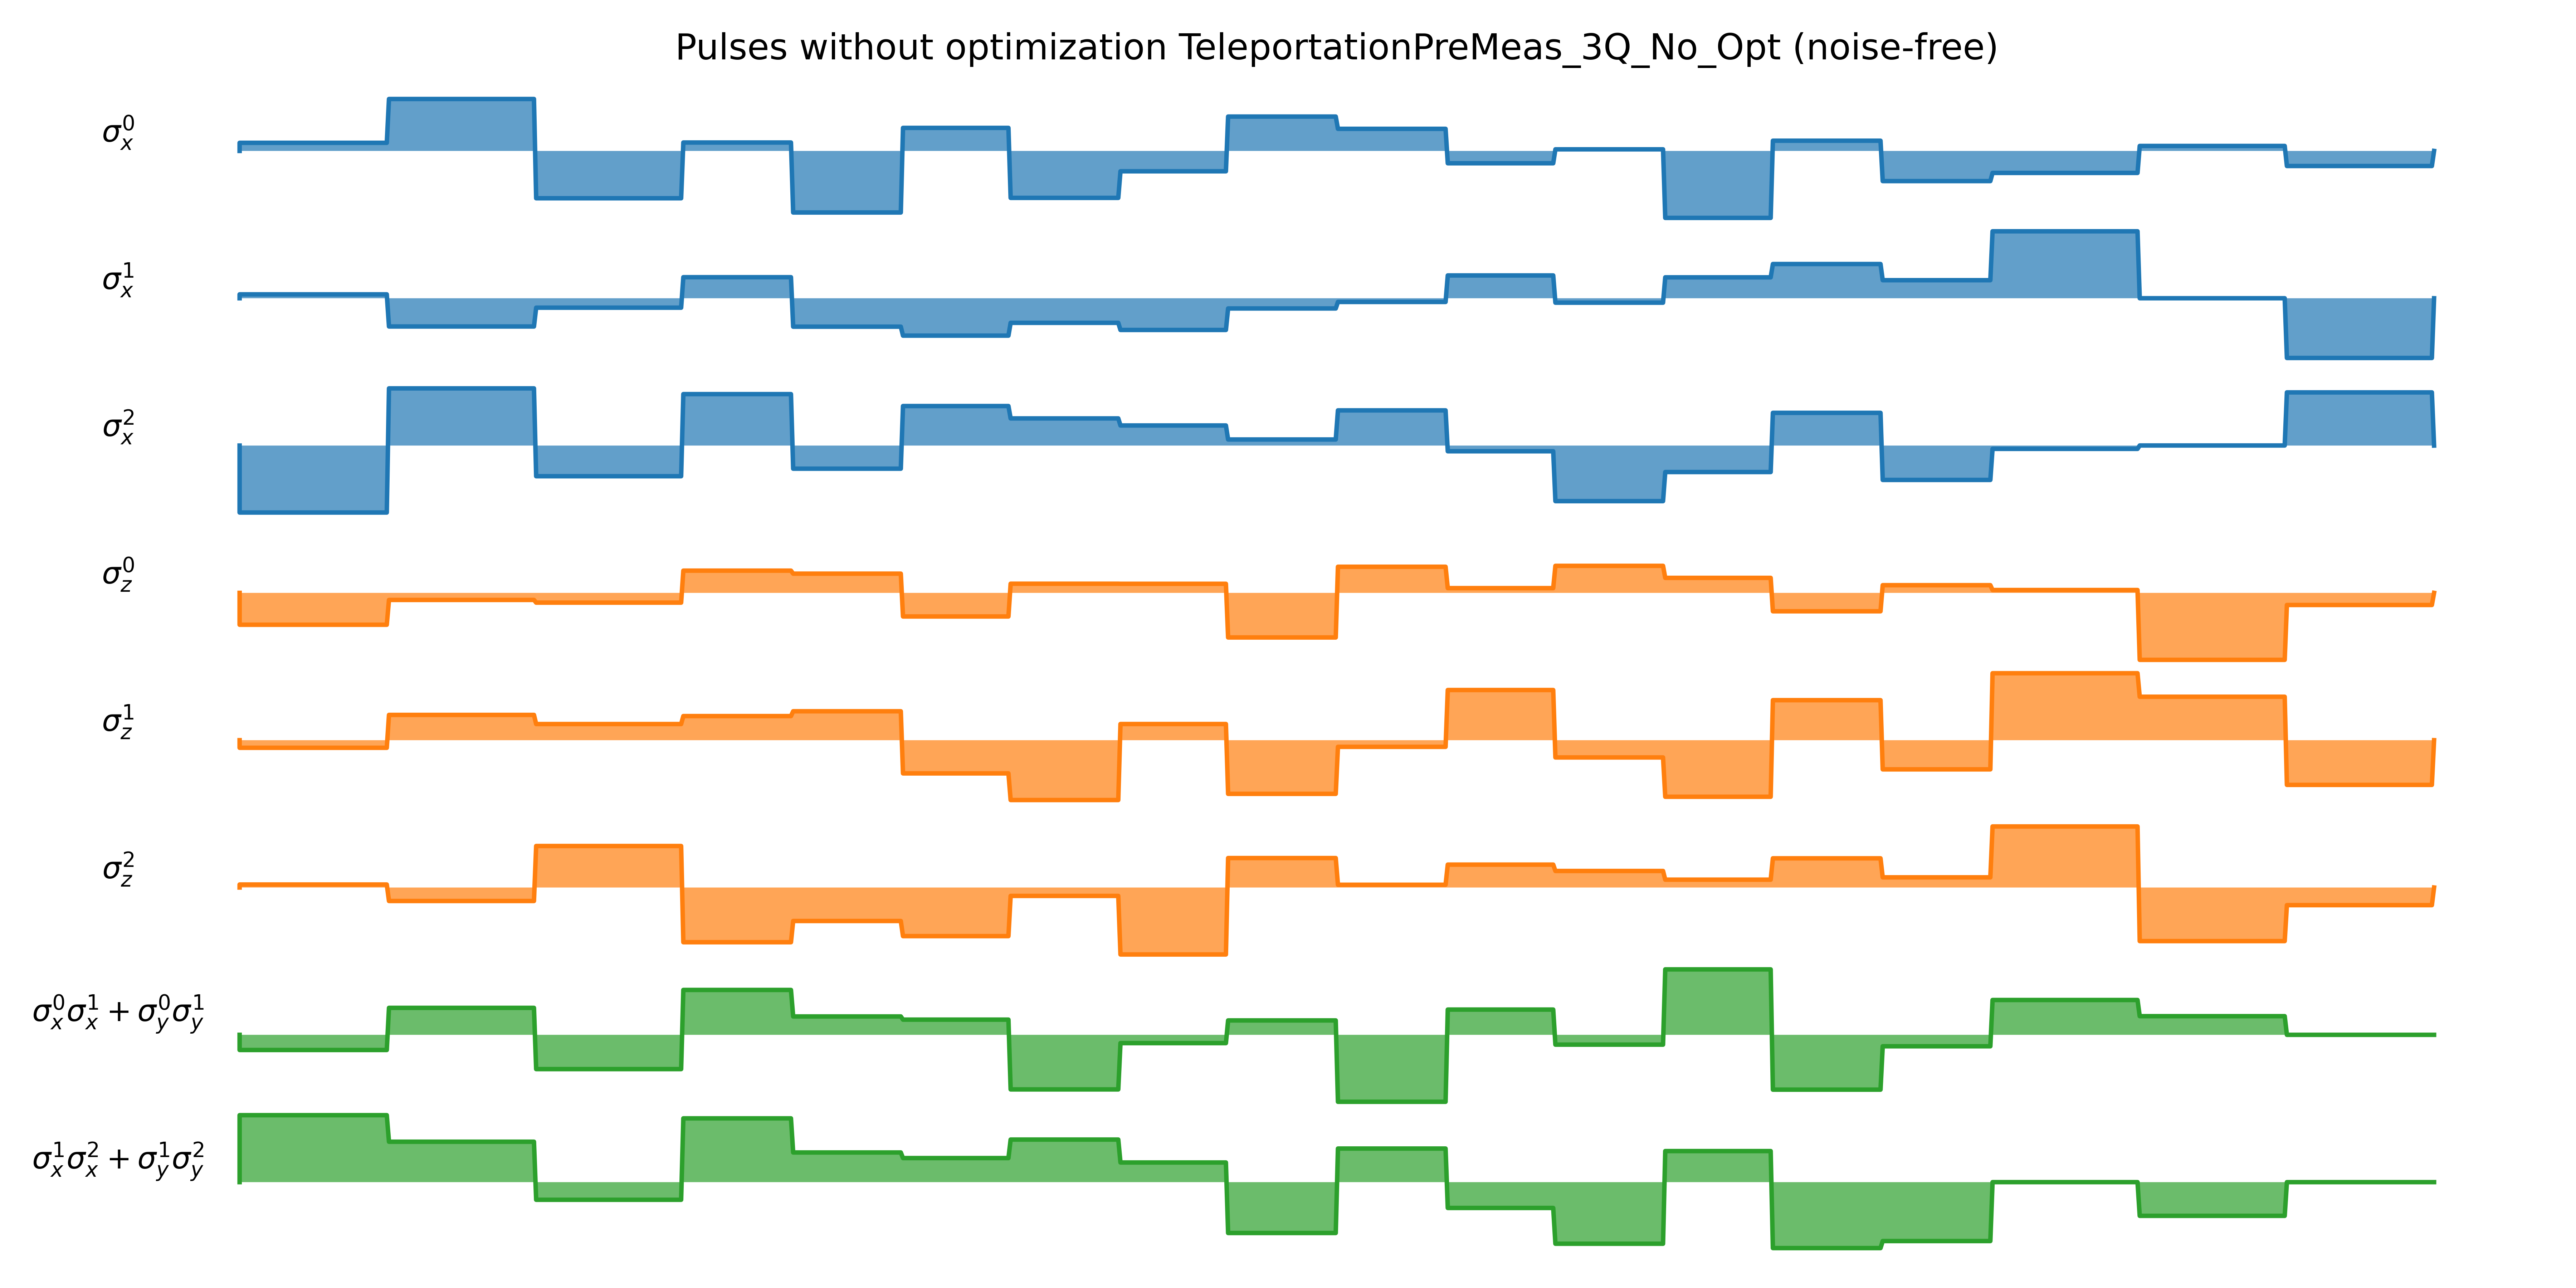 Pulses without optimization TeleportationPreMeas_3Q_No_Opt (noise-free)
σ_x^0
σ_x^1
σ_x^2
σ_z^0
σ_z^1
σ_z^2
σ_x^0σ_x^1 + σ_y^0σ_y^1
σ_x^1σ_x^2 + σ_y^1σ_y^2